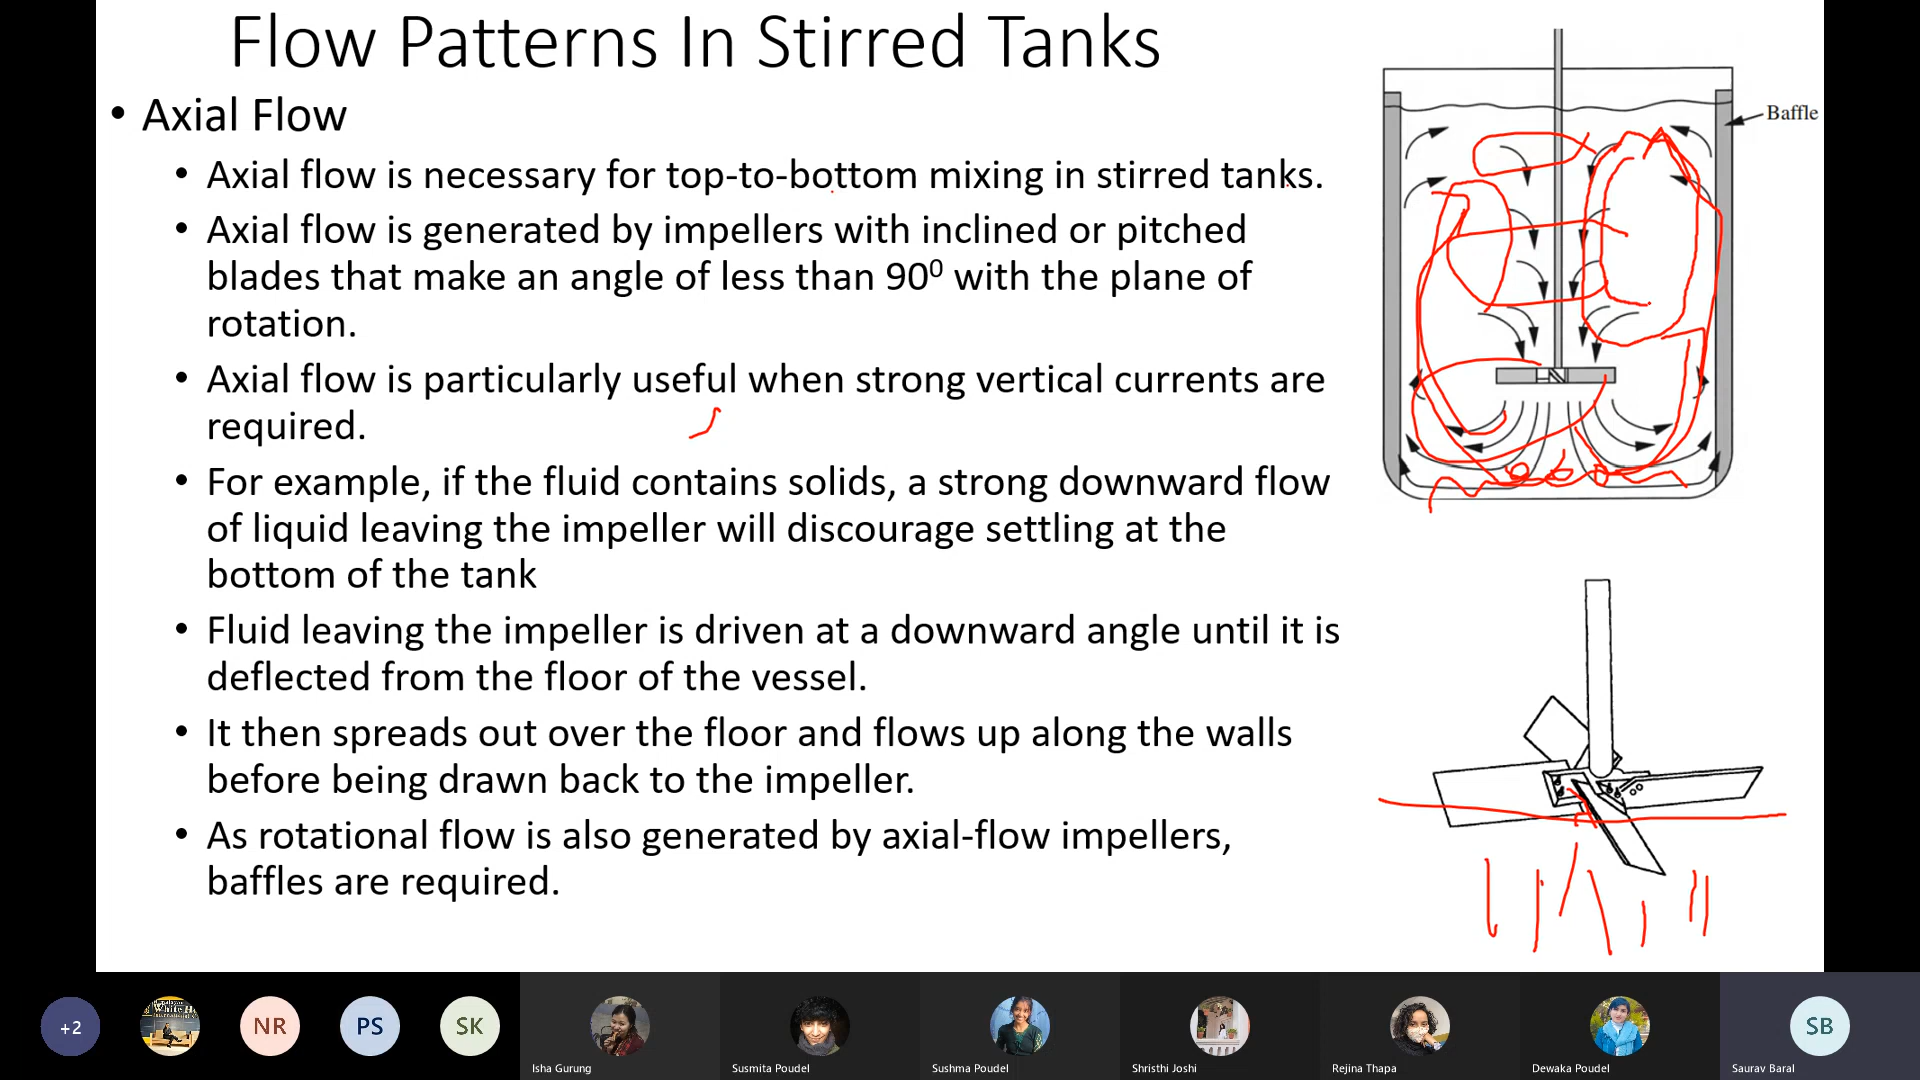 Flow Patterns In Stirred Tanks
• Axial Flow
• Axial flow is necessary for top-to-bottom mixing in stirred tanks.
• Axial flow is generated by impellers with inclined or pitched
blades that make an angle of less than 90⁰ with the plane of
rotation.
• Axial flow is particularly useful when strong vertical currents are
required.
• For example, if the fluid contains solids, a strong downward flow
of liquid leaving the impeller will discourage settling at the
bottom of the tank
• Fluid leaving the impeller is driven at a downward angle until it is
deflected from the floor of the vessel.
• It then spreads out over the floor and flows up along the walls
before being drawn back to the impeller.
• As rotational flow is also generated by axial-flow impellers,
baffles are required.
Baffle
+2
NR
PS
SK
SB
Isha Gurung
Susmita Poudel
Sushma Poudel
Shristhi Joshi
Rejina Thapa
Dewaka Poudel
Saurav Baral